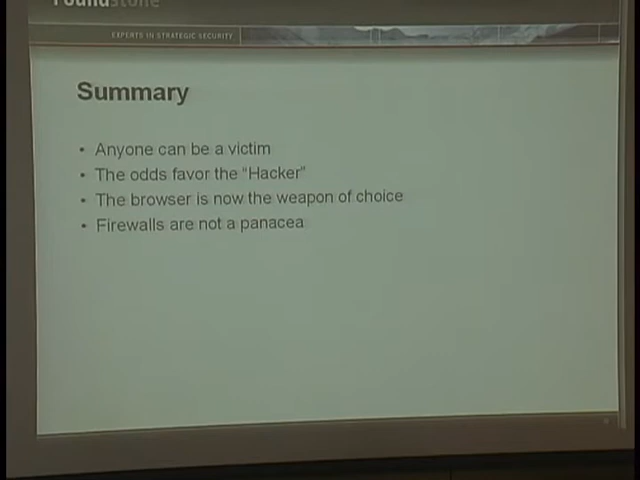 Foundstone
EXPERTS IN STRATEGIC SECURITY
Summary
• Anyone can be a victim
• The odds favor the "Hacker"
• The browser is now the weapon of choice
• Firewalls are not a panacea